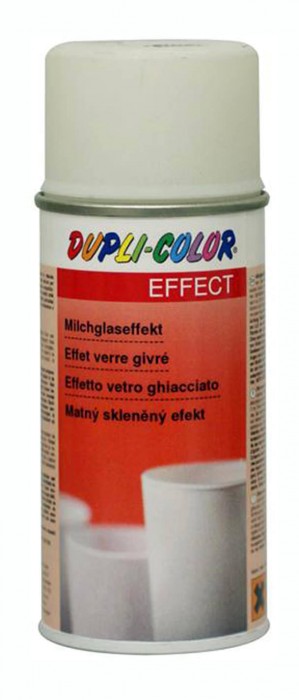 DUPLI-COLOR®
EFFECT
Milchglaseffekt
Effet verre givré
Effetto vetro ghiacciato
Matný skleněný efekt